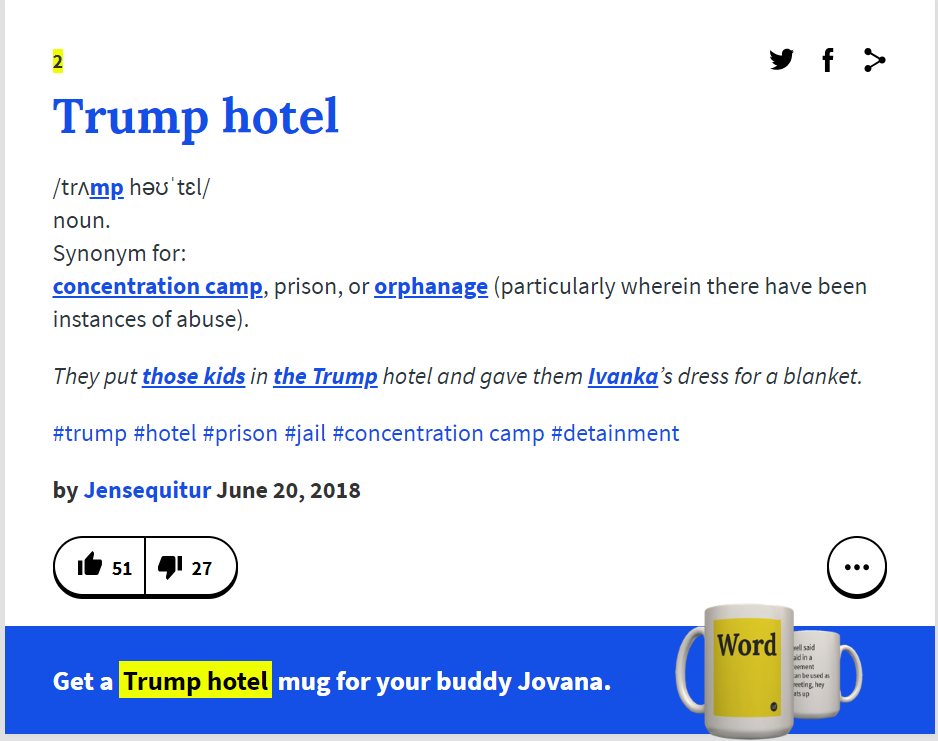 2
Trump hotel
/trʌmp həʊˈtɛl/
noun.
Synonym for:
concentration camp, prison, or orphanage (particularly wherein there have been
instances of abuse).
They put those kids in the Trump hotel and gave them Ivanka’s dress for a blanket.
#trump #hotel #prison #jail #concentration camp #detainment
by Jensequitur June 20, 2018
51 27
Get a Trump hotel mug for your buddy Jovana.
Word
well said
said in a
can be used as
hey